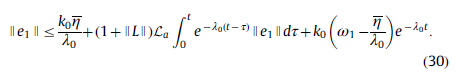 ‖e₁‖ ≤ k₀η̅/λ₀ + (1+‖L‖)ℒₐ ∫₀ᵗ e^{−λ₀(t−τ)} ‖e₁‖dτ + k₀(ω₁ − η̅/λ₀)e^{−λ₀t}.
(30)